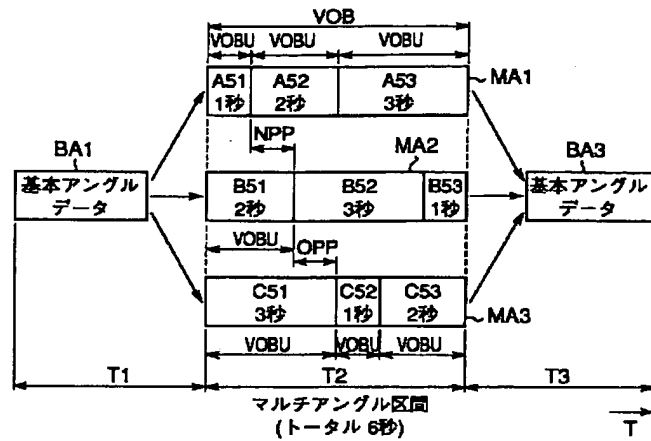 VOB
VOBU VOBU VOBU
A51 A52 A53
1秒 2秒 3秒
MA1
NPP
MA2
BA1
BA3
基本アングル
データ
B51 B52 B53
2秒 3秒 1秒
基本アングル
データ
VOBU
OPP
C51 C52 C53
3秒 1秒 2秒
MA3
VOBU VOBU VOBU
T1 T2 T3
マルチアングル区間
(トータル 6秒)
T